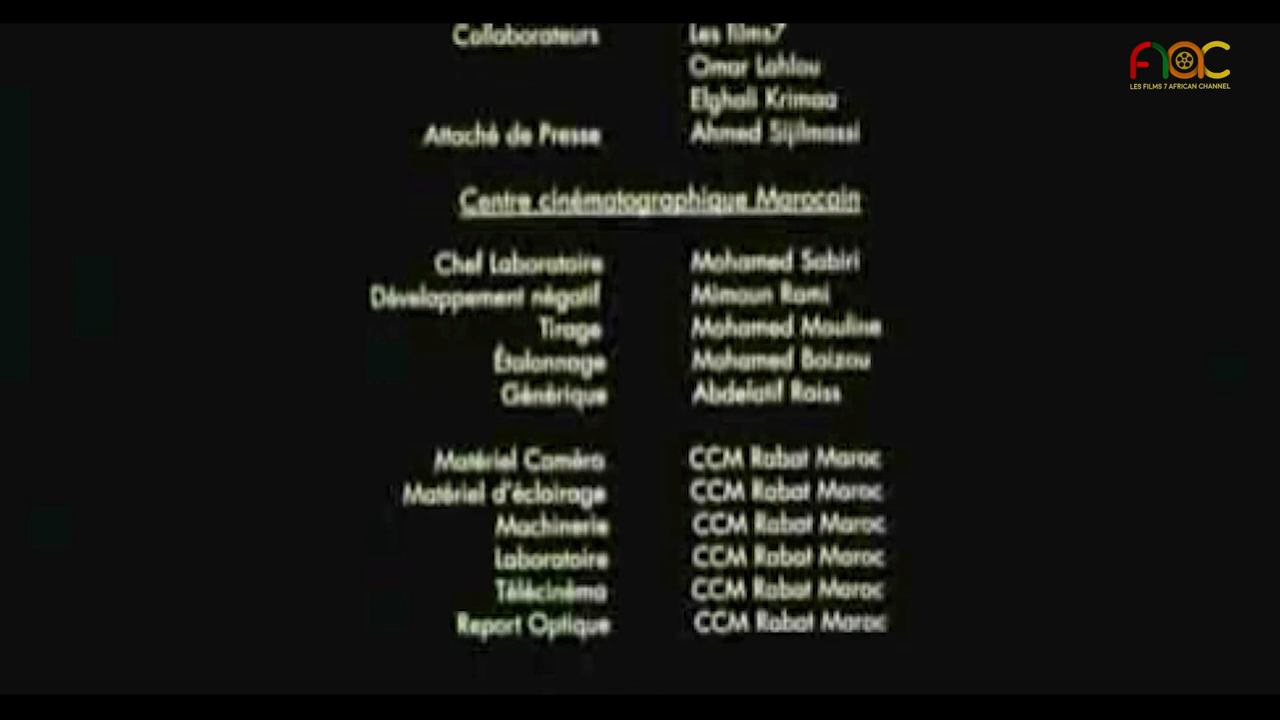 Collaborateurs Les films7
Omar Lahlou
Elghali Krimaa
Attaché de Presse Ahmed Sijilmassi
Centre cinématographique Marocain
Chef Laboratoire Mohamed Sabiri
Développement négatif Mimoun Rami
Tirage Mohamed Mouline
Étalonnage Mohamed Baizou
Générique Abdelatif Raiss
Matériel Caméra CCM Rabat Maroc
Matériel d'éclairage CCM Rabat Maroc
Machinerie CCM Rabat Maroc
Laboratoire CCM Rabat Maroc
Télécinéma CCM Rabat Maroc
Report Optique CCM Rabat Maroc
F7AC
LES FILMS 7 AFRICAN CHANNEL